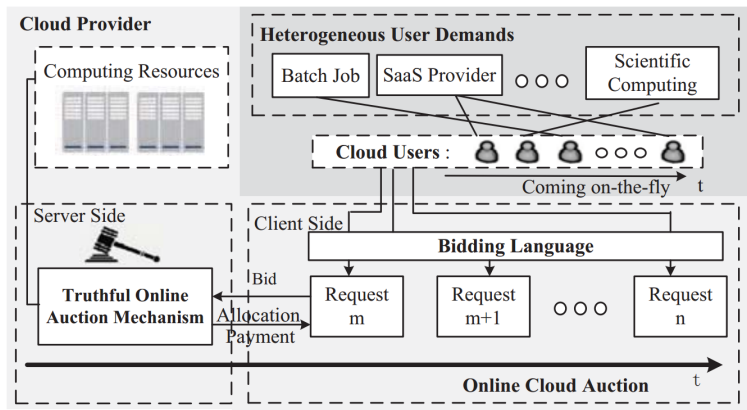 Cloud Provider
Computing Resources
Heterogeneous User Demands
Batch Job
SaaS Provider
Scientific
Computing
Cloud Users :
Coming on-the-fly
t
Server Side
Client Side
Bidding Language
Truthful Online
Auction Mechanism
Bid
Allocation
Payment
Request
m
Request
m+1
Request
n
Online Cloud Auction
t